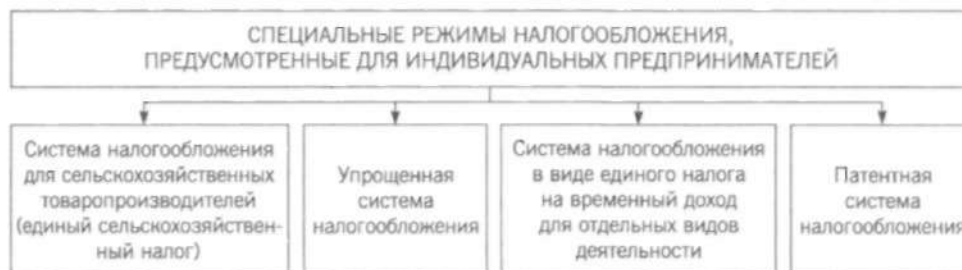 СПЕЦИАЛЬНЫЕ РЕЖИМЫ НАЛОГООБЛОЖЕНИЯ,
ПРЕДУСМОТРЕННЫЕ ДЛЯ ИНДИВИДУАЛЬНЫХ ПРЕДПРИНИМАТЕЛЕЙ
Система налогообложения
для сельскохозяйственных
товаропроизводителей
(единый сельскохозяйствен-
ный налог)
Упрощенная
система
налогообложения
Система налогообложения
в виде единого налога
на временный доход
для отдельных видов
деятельности
Патентная
система
налогообложения